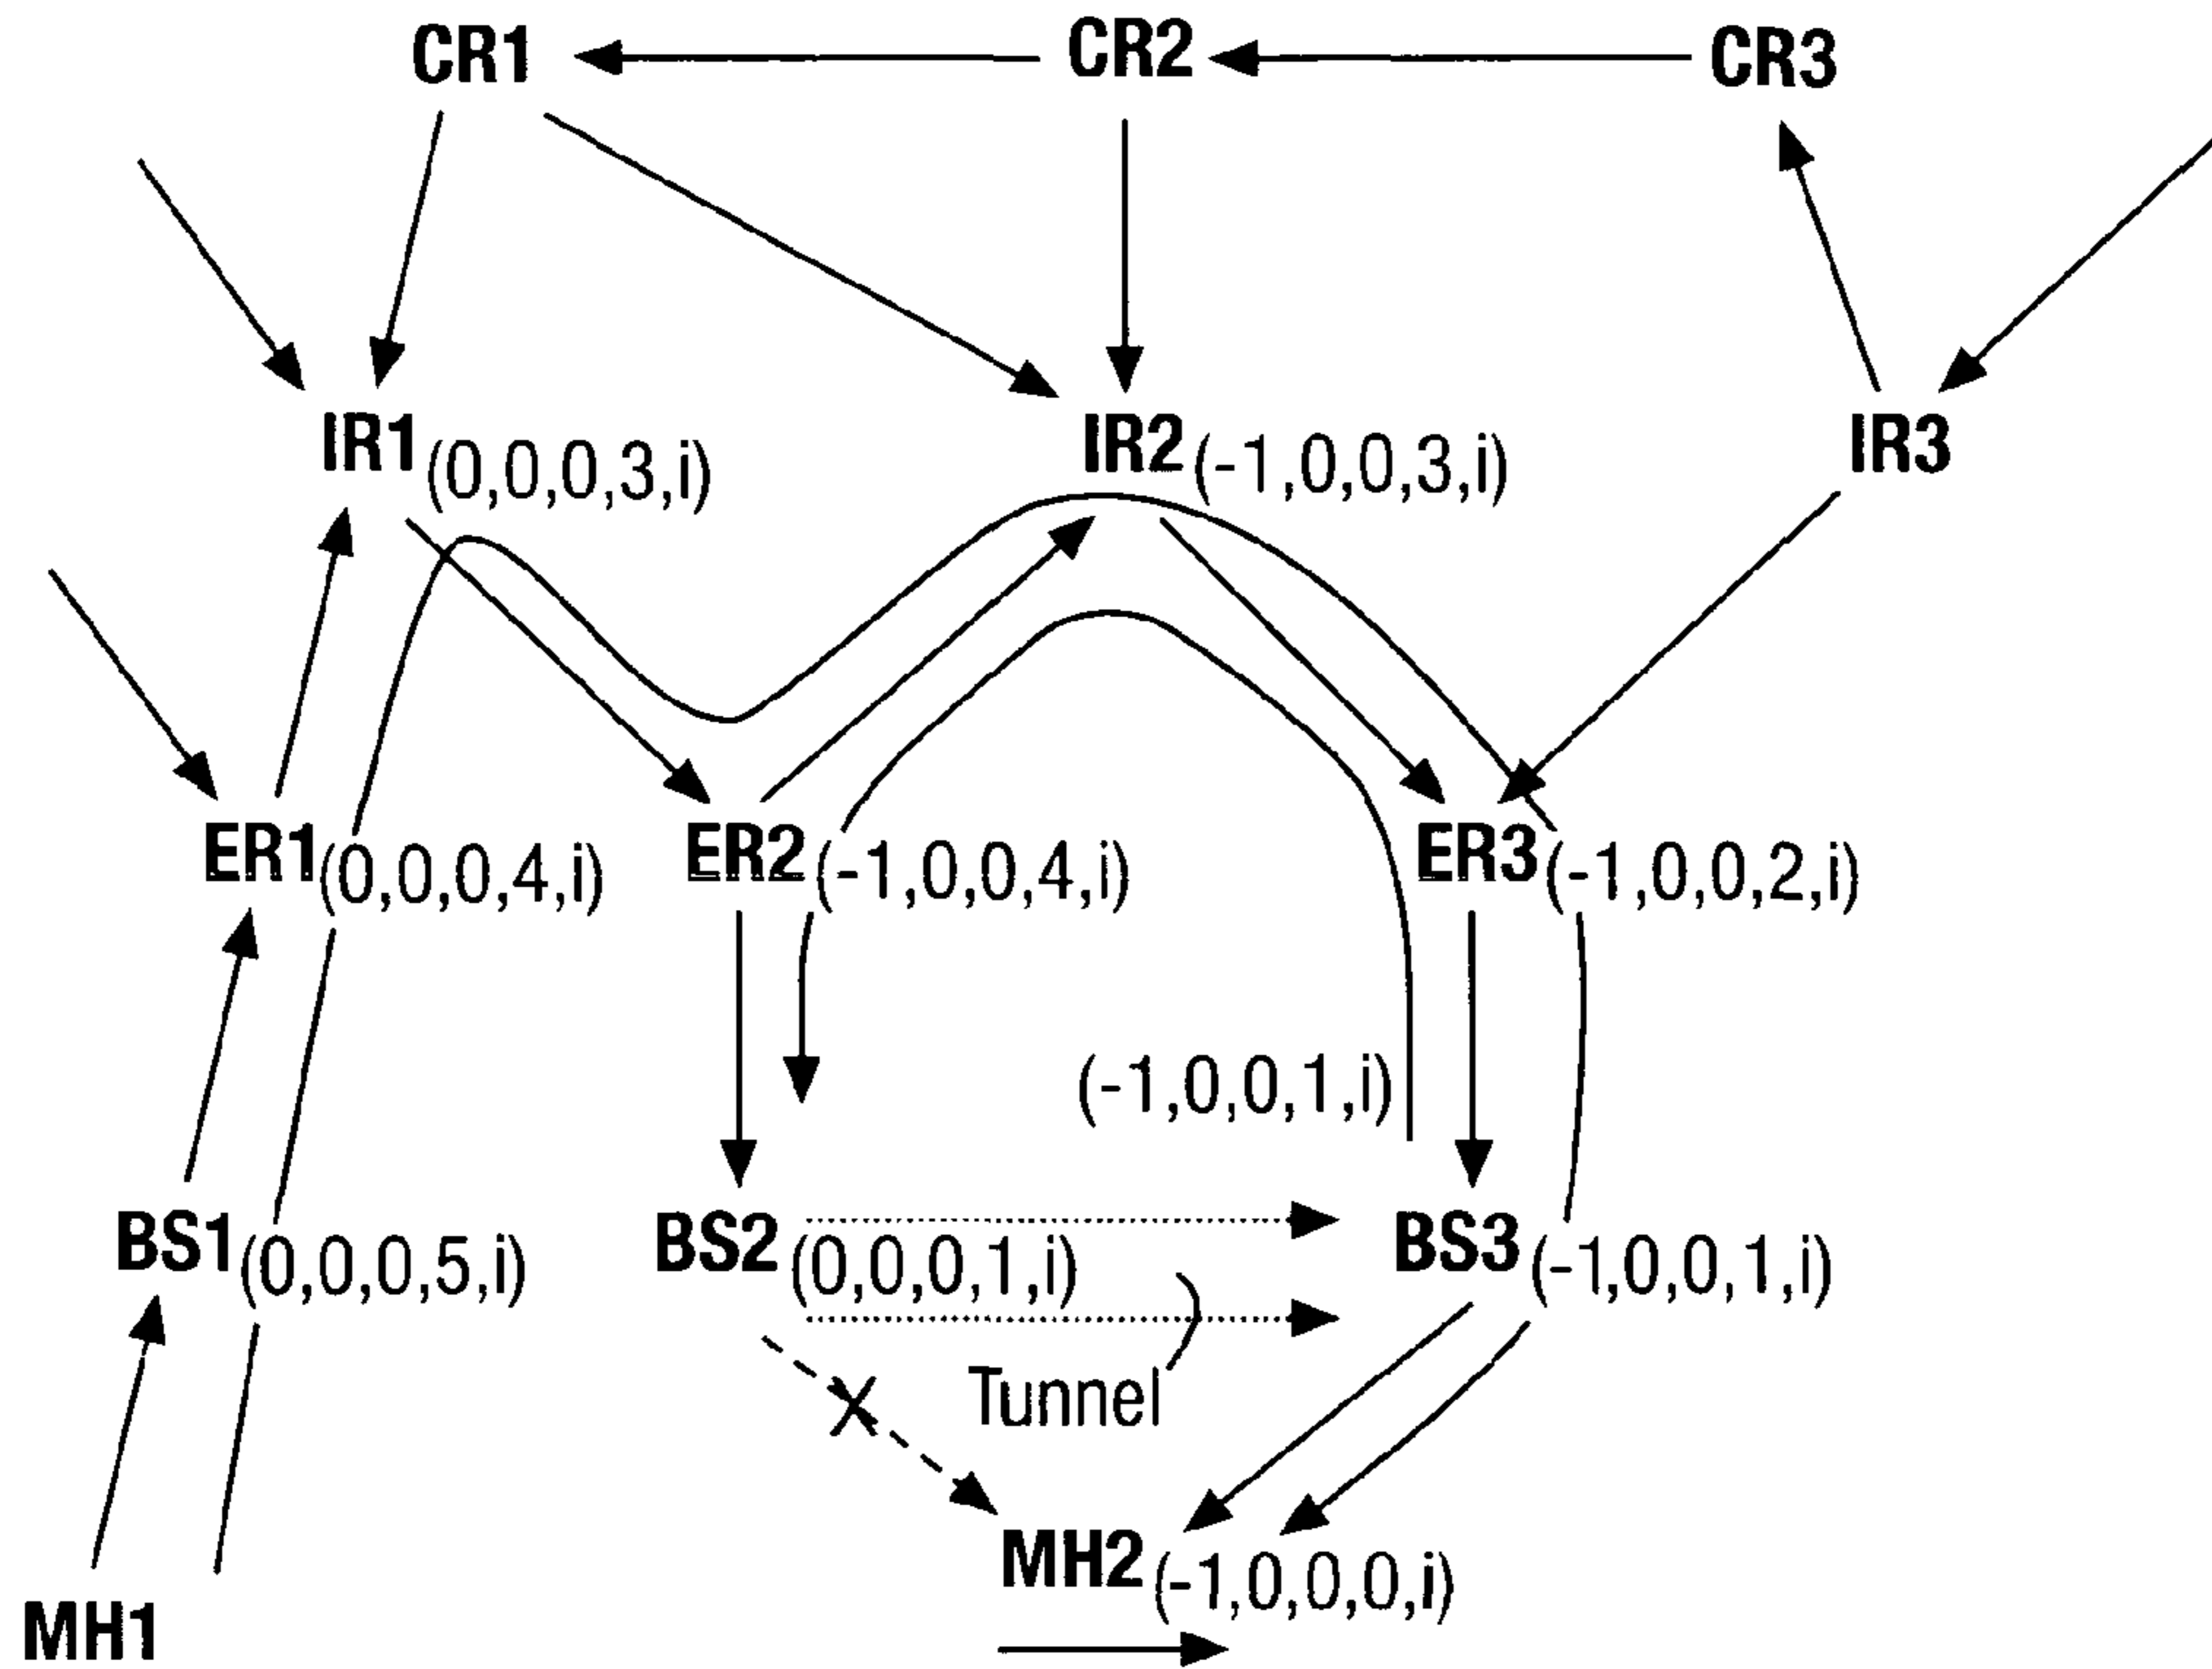 CR1 CR2 CR3
IR1(0,0,0,3,i) IR2(-1,0,0,3,i) IR3
ER1(0,0,0,4,i) ER2(-1,0,0,4,i) ER3(-1,0,0,2,i)
(-1,0,0,1,i)
BS1(0,0,0,5,i) BS2(0,0,0,1,i) BS3(-1,0,0,1,i)
X Tunnel
MH2(-1,0,0,0,i)
MH1